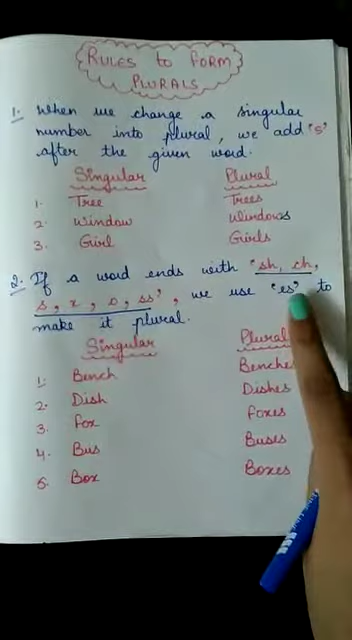 RULES TO FORM
PLURALS
1. When we change a singular
number into plural, we add "s"
after the given word.
Singular Plural
1. Tree Trees
2. Window Windows
3. Girl Girls
2. If a word ends with 'sh, ch,
s, x, o, ss', we use "es" to
make it plural.
Singular Plural
1. Bench Benches
2. Dish Dishes
3. Fox Foxes
4. Bus Buses
5. Box Boxes